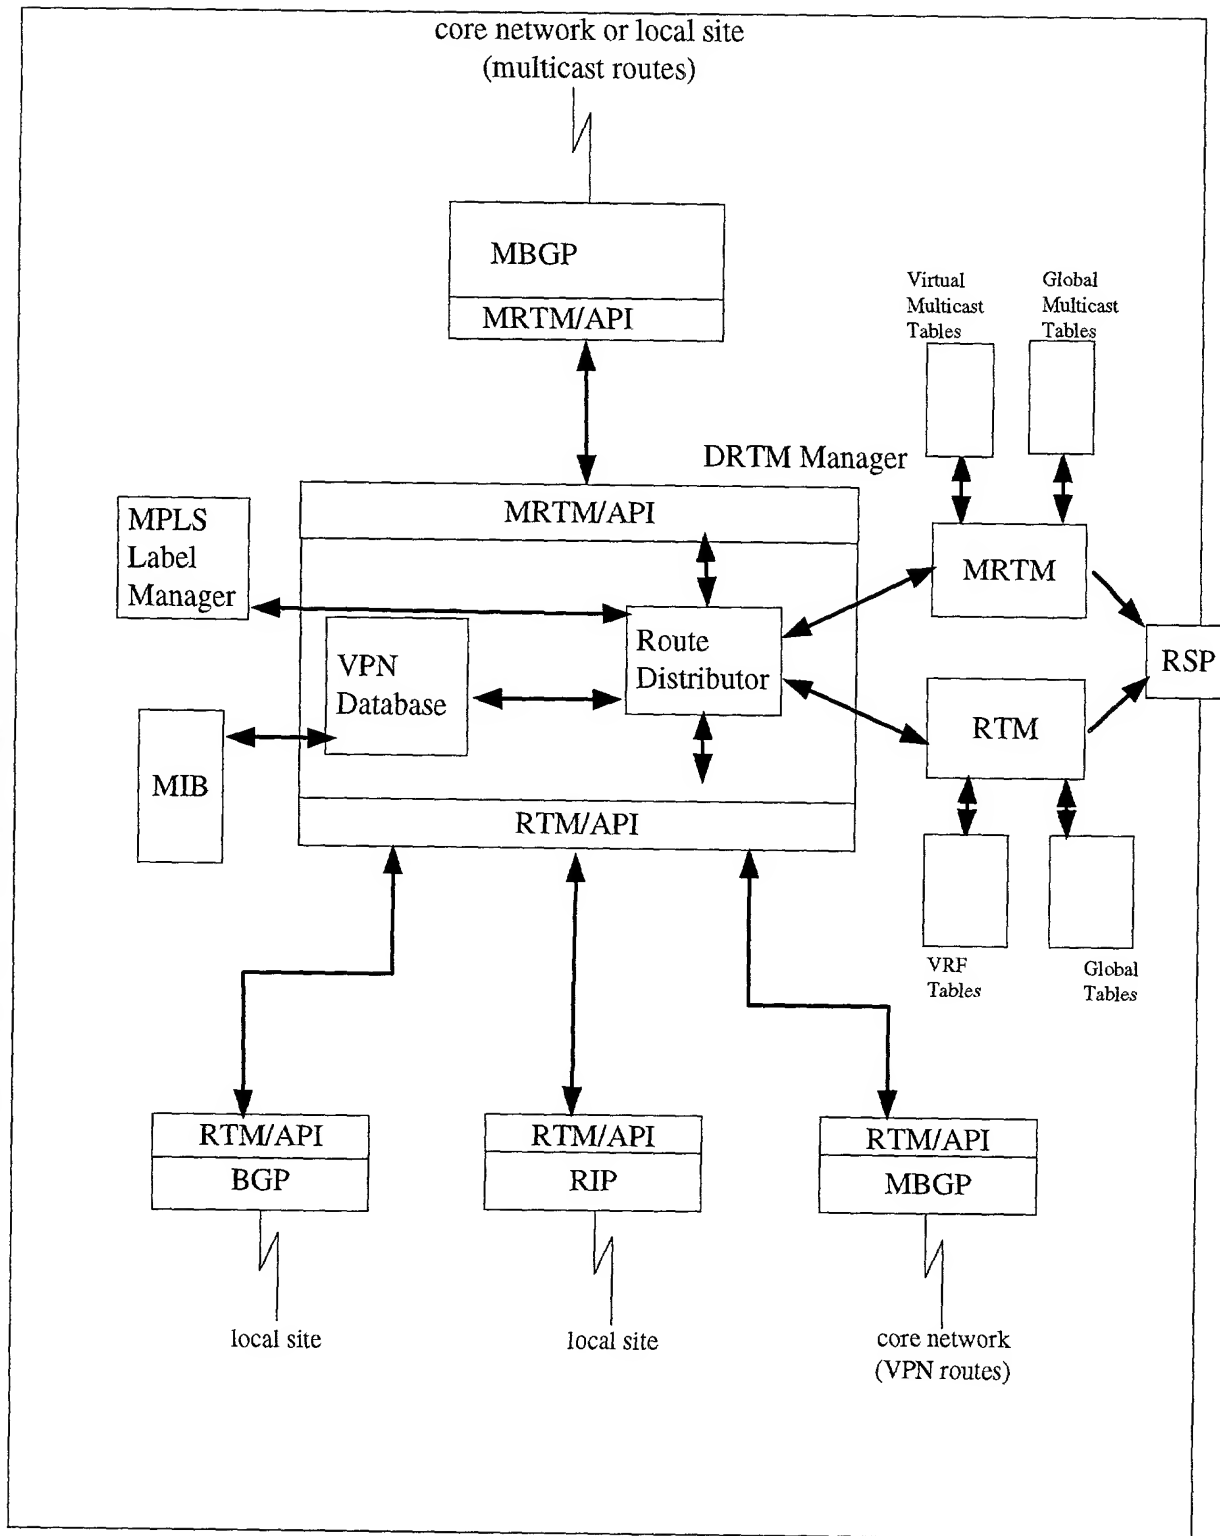 core network or local site
(multicast routes)
MBGP
MRTM/API
Virtual
Multicast
Tables
Global
Multicast
Tables
DRTM Manager
MRTM/API
MPLS
Label
Manager
MRTM
Route
Distributor
VPN
Database
RSP
RTM
MIB
RTM/API
VRF
Tables
Global
Tables
RTM/API
BGP
RTM/API
RIP
RTM/API
MBGP
local site
local site
core network
(VPN routes)